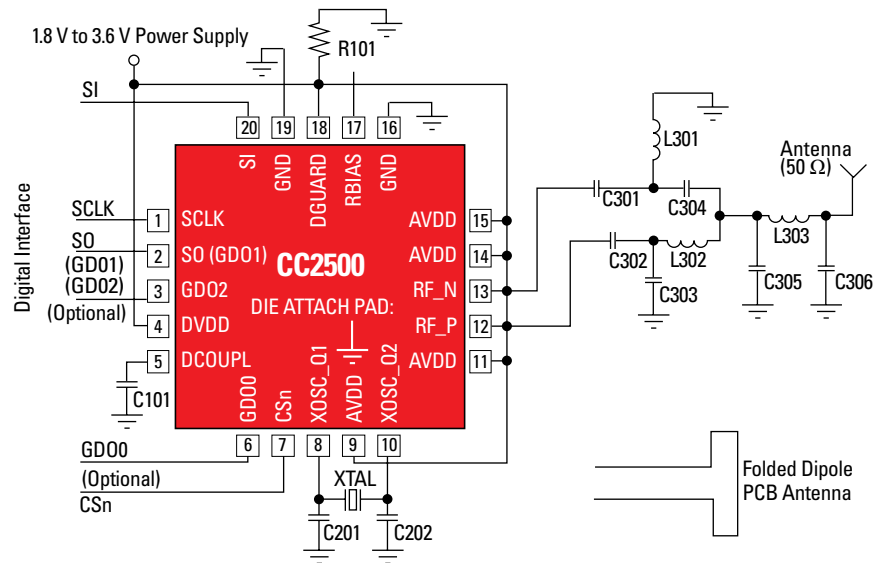 1.8 V to 3.6 V Power Supply
R101
SI
20
19
18
17
16
SI
GND
DGUARD
RBIAS
GND
L301
Antenna
(50 Ω)
C301
C304
L303
C302
L302
C303
C305
C306
Digital Interface
SCLK
1
SCLK
SO
(GDO1)
2
SO (GDO1)
(GDO2)
(Optional)
3
GDO2
4
DVDD
5
DCOUPL
C101
CC2500
DIE ATTACH PAD:
AVDD
15
AVDD
14
RF_N
13
RF_P
12
AVDD
11
GDO0
CSn
XOSC_Q1
AVDD
XOSC_Q2
6
7
8
9
10
GDO0
(Optional)
CSn
XTAL
C201
C202
Folded Dipole
PCB Antenna